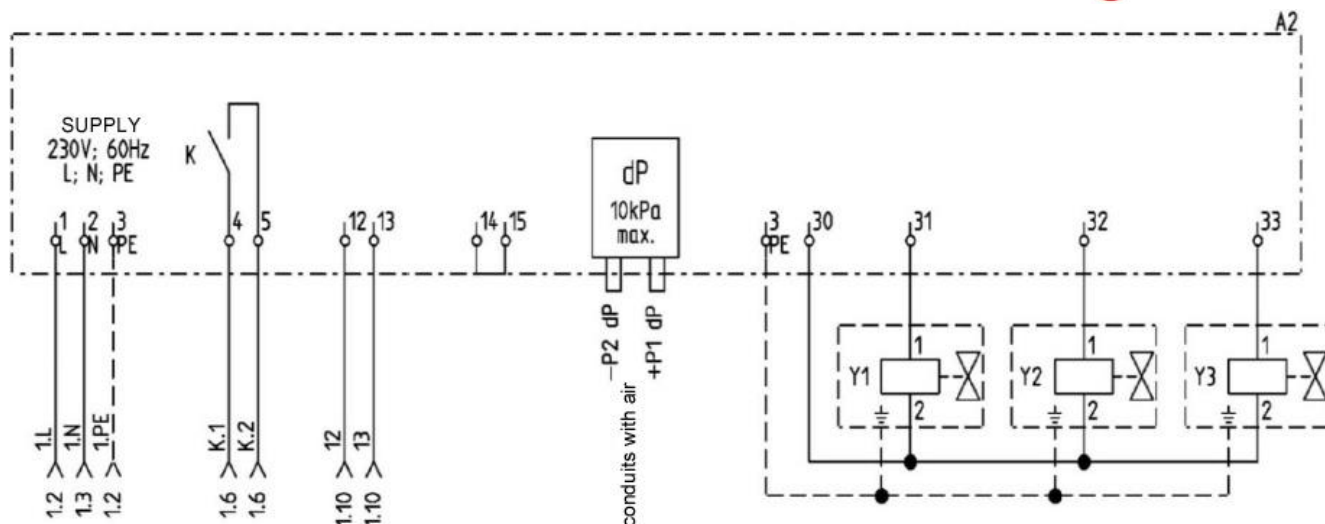 A2
SUPPLY
230V; 60Hz
L; N; PE
K
dP
10kPa
max.
1 2 3 4 5 12 13 14 15 3 30 31 32 33
L N PE PE
–P2 dP
+P1 dP
conduits with air
1 1 1
Y1 Y2 Y3
2 2 2
1.L 1.N 1.PE K.1 K.2 12 13
1.2 1.3 1.2 1.6 1.6 1.10 1.10